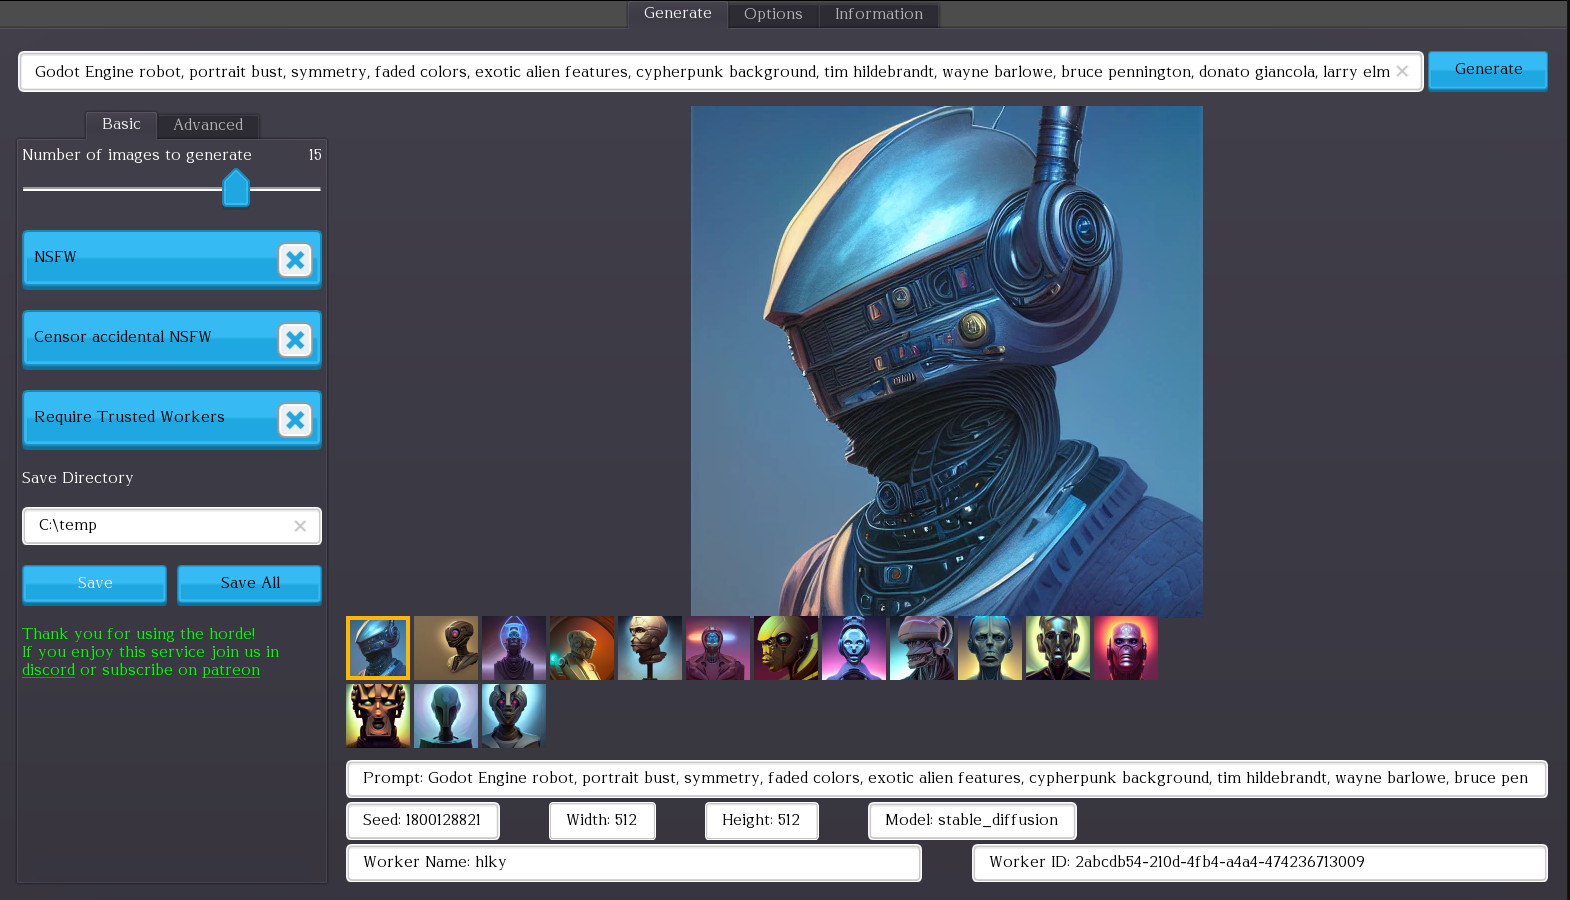 Generate Options Information
Godot Engine robot, portrait bust, symmetry, faded colors, exotic alien features, cypherpunk background, tim hildebrandt, wayne barlowe, bruce pennington, donato giancola, larry elm
Generate
Basic Advanced
Number of images to generate 15
NSFW
Censor accidental NSFW
Require Trusted Workers
Save Directory
C:\temp
Save Save All
Thank you for using the horde!
If you enjoy this service join us in
discord or subscribe on patreon
Prompt: Godot Engine robot, portrait bust, symmetry, faded colors, exotic alien features, cypherpunk background, tim hildebrandt, wayne barlowe, bruce pen
Seed: 1800128821 Width: 512 Height: 512 Model: stable_diffusion
Worker Name: hlky Worker ID: 2abcdb54-210d-4fb4-a4a4-474236713009